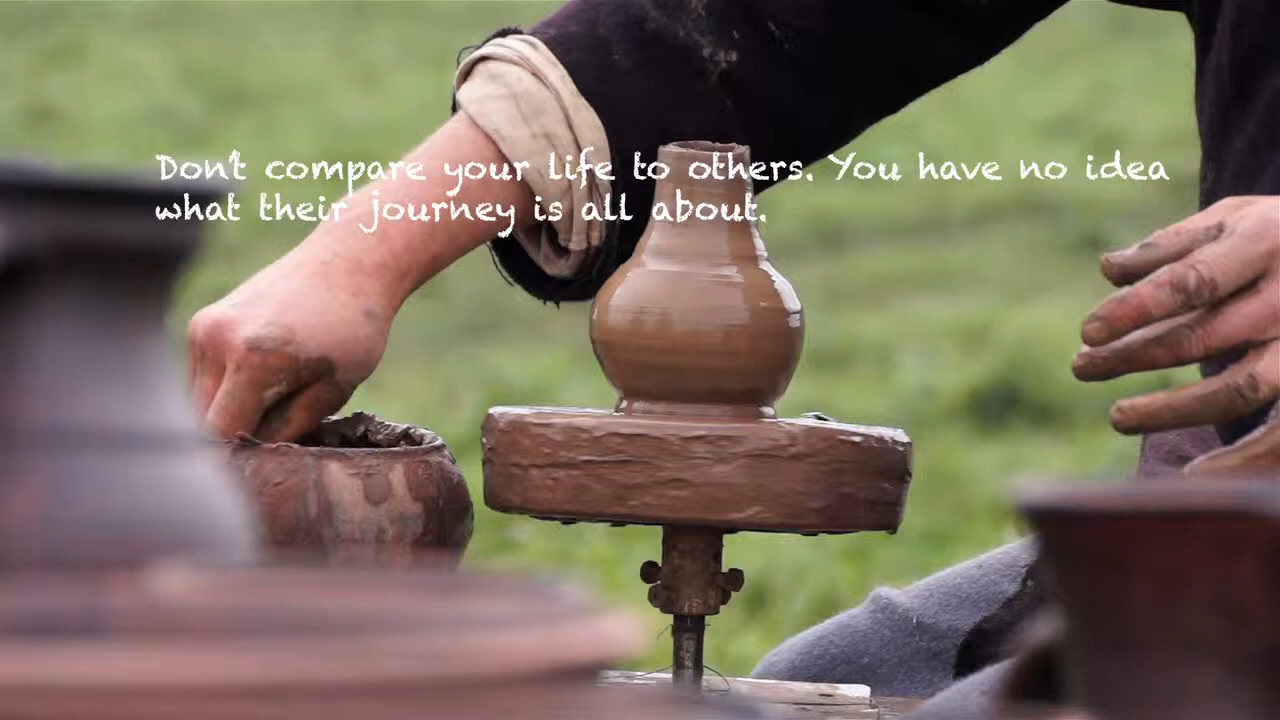 Don't compare your life to others. You have no idea
what their journey is all about.